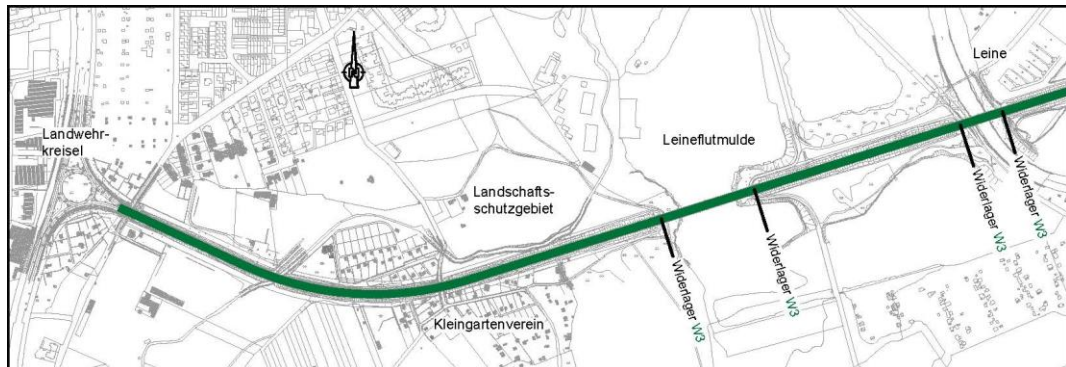 Landwehr-
kreisel
Landschafts-
schutzgebiet
Kleingartenverein
Leineflutmulde
Leine
Widerlager W3
Widerlager W3
Widerlager W3
Widerlager W3